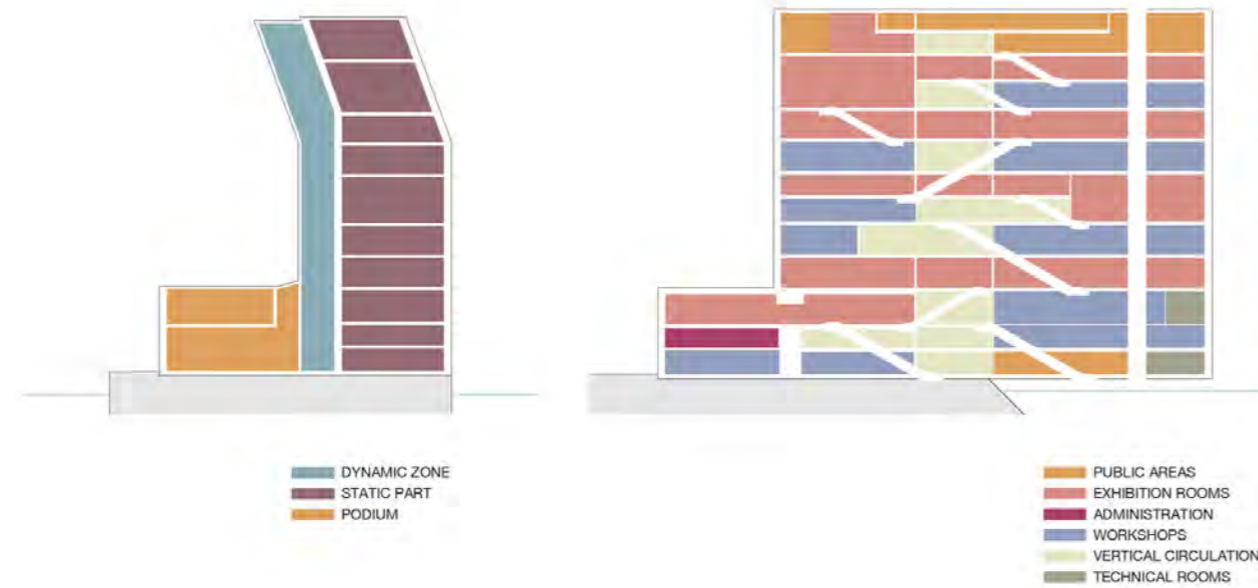 DYNAMIC ZONE
STATIC PART
PODIUM
PUBLIC AREAS
EXHIBITION ROOMS
ADMINISTRATION
WORKSHOPS
VERTICAL CIRCULATION
TECHNICAL ROOMS